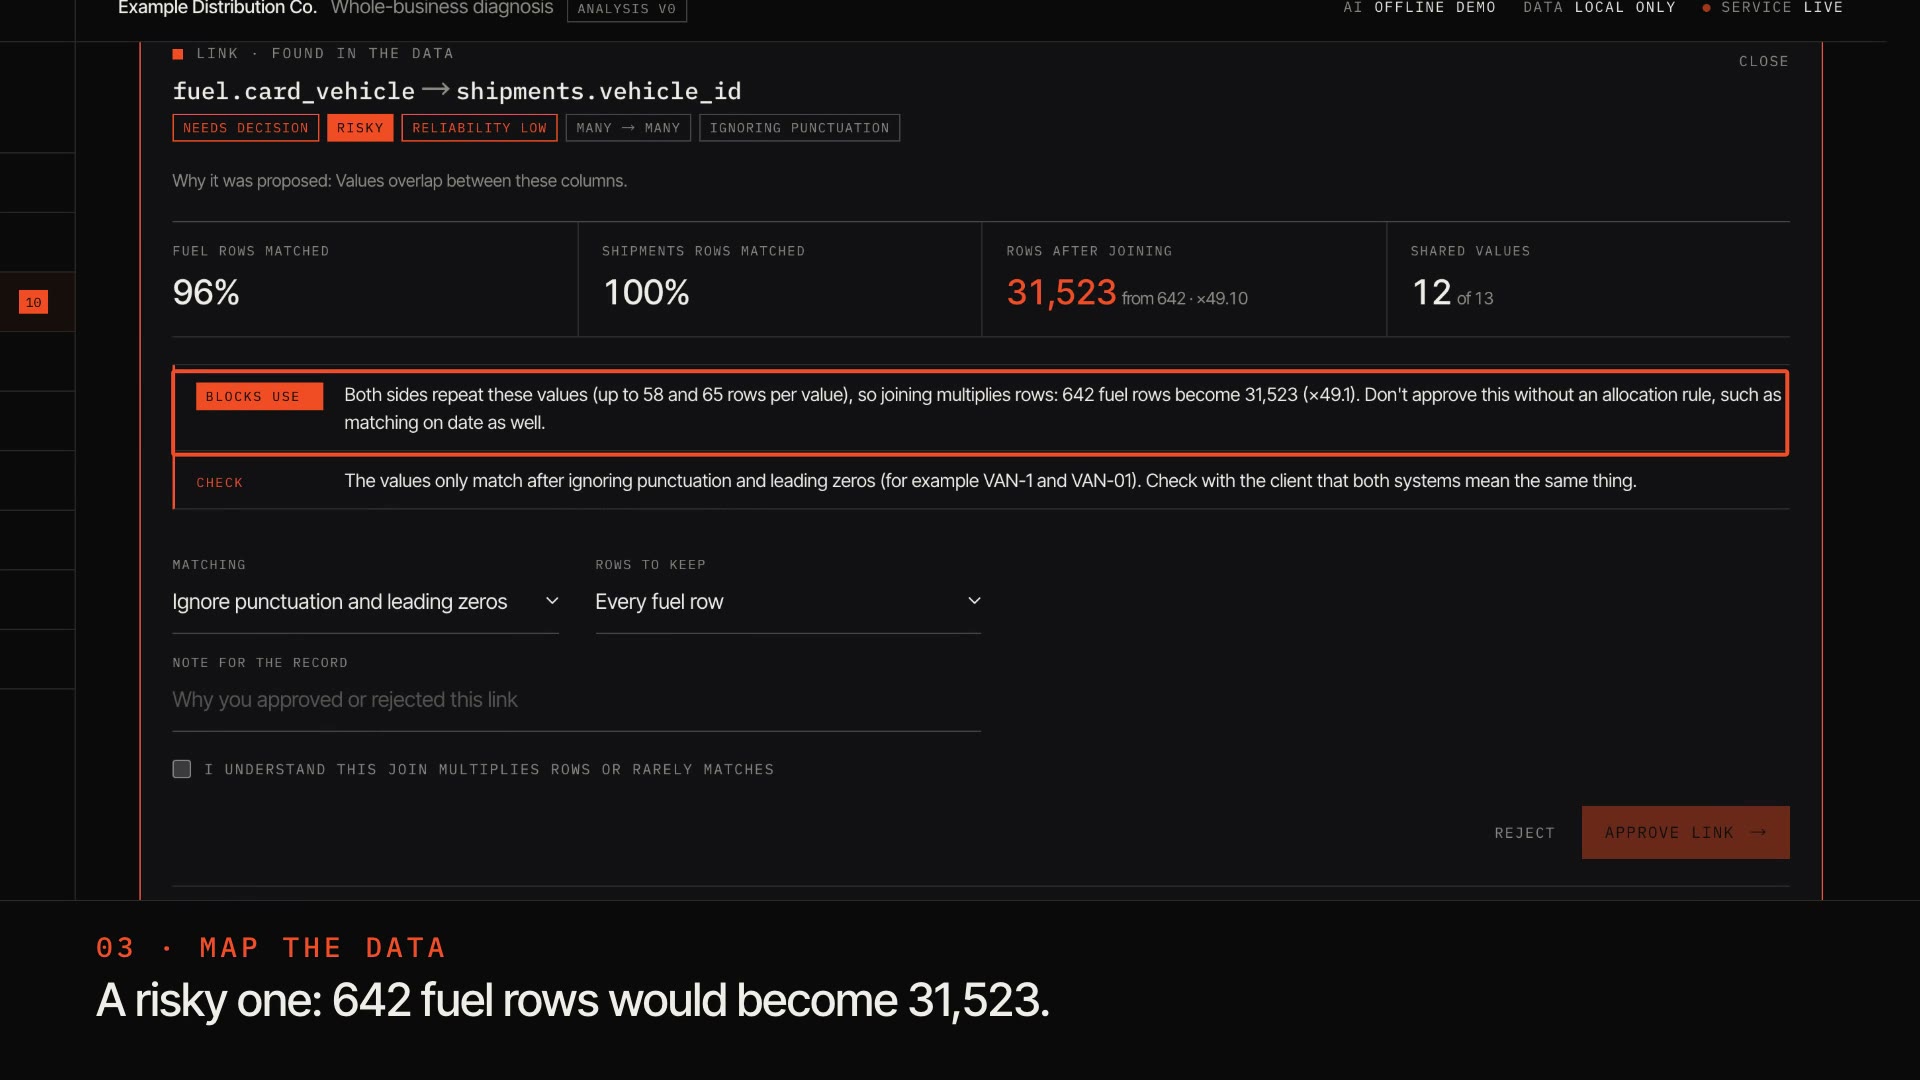 Example Distribution Co. Whole-business diagnosis ANALYSIS V0 AI OFFLINE DEMO DATA LOCAL ONLY SERVICE LIVE
LINK · FOUND IN THE DATA
CLOSE
fuel.card_vehicle → shipments.vehicle_id
NEEDS DECISION RISKY RELIABILITY LOW MANY → MANY IGNORING PUNCTUATION
Why it was proposed: Values overlap between these columns.
FUEL ROWS MATCHED SHIPMENTS ROWS MATCHED ROWS AFTER JOINING SHARED VALUES
96% 100% 31,523 from 642 · ×49.10 12 of 13
10
BLOCKS USE Both sides repeat these values (up to 58 and 65 rows per value), so joining multiplies rows: 642 fuel rows become 31,523 (×49.1). Don't approve this without an allocation rule, such as
matching on date as well.
CHECK The values only match after ignoring punctuation and leading zeros (for example VAN-1 and VAN-01). Check with the client that both systems mean the same thing.
MATCHING ROWS TO KEEP
Ignore punctuation and leading zeros Every fuel row
NOTE FOR THE RECORD
Why you approved or rejected this link
I UNDERSTAND THIS JOIN MULTIPLIES ROWS OR RARELY MATCHES
REJECT APPROVE LINK →
03 · MAP THE DATA
A risky one: 642 fuel rows would become 31,523.